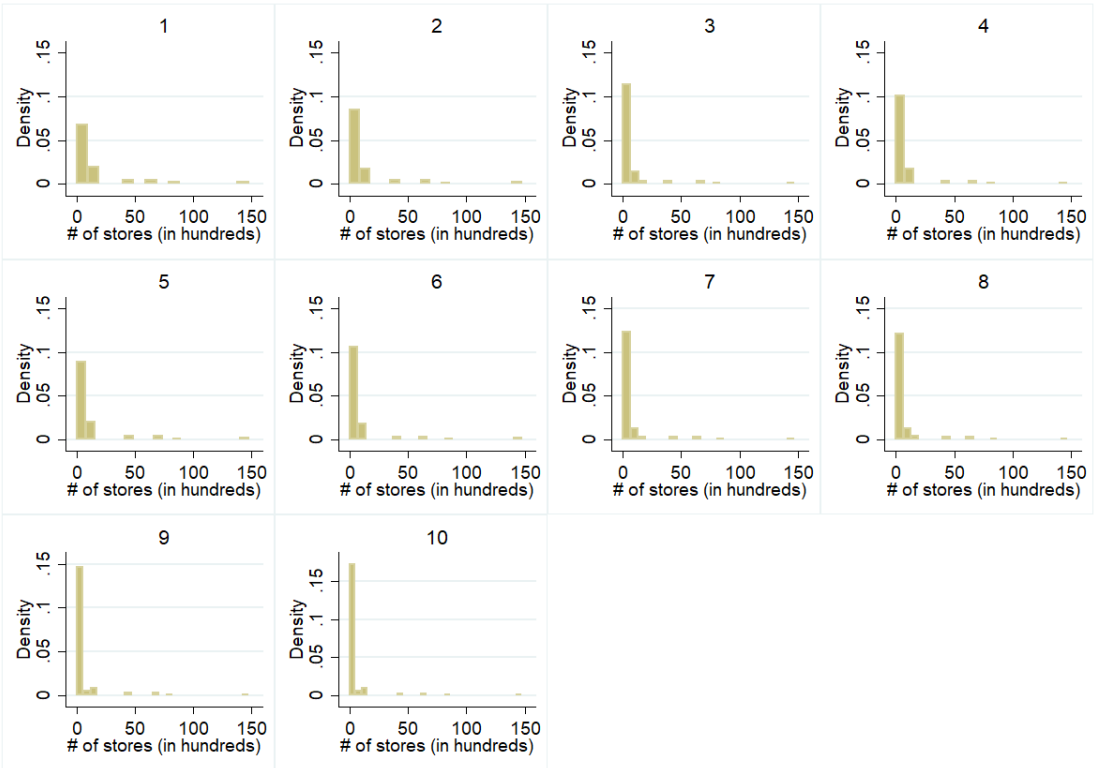 1
Density
0 .05 .1 .15
0 50 100 150
# of stores (in hundreds)
2
Density
0 .05 .1 .15
0 50 100 150
# of stores (in hundreds)
3
Density
0 .05 .1 .15
0 50 100 150
# of stores (in hundreds)
4
Density
0 .05 .1 .15
0 50 100 150
# of stores (in hundreds)
5
Density
0 .05 .1 .15
0 50 100 150
# of stores (in hundreds)
6
Density
0 .05 .1 .15
0 50 100 150
# of stores (in hundreds)
7
Density
0 .05 .1 .15
0 50 100 150
# of stores (in hundreds)
8
Density
0 .05 .1 .15
0 50 100 150
# of stores (in hundreds)
9
Density
0 .05 .1 .15
0 50 100 150
# of stores (in hundreds)
10
Density
0 .05 .1 .15
0 50 100 150
# of stores (in hundreds)